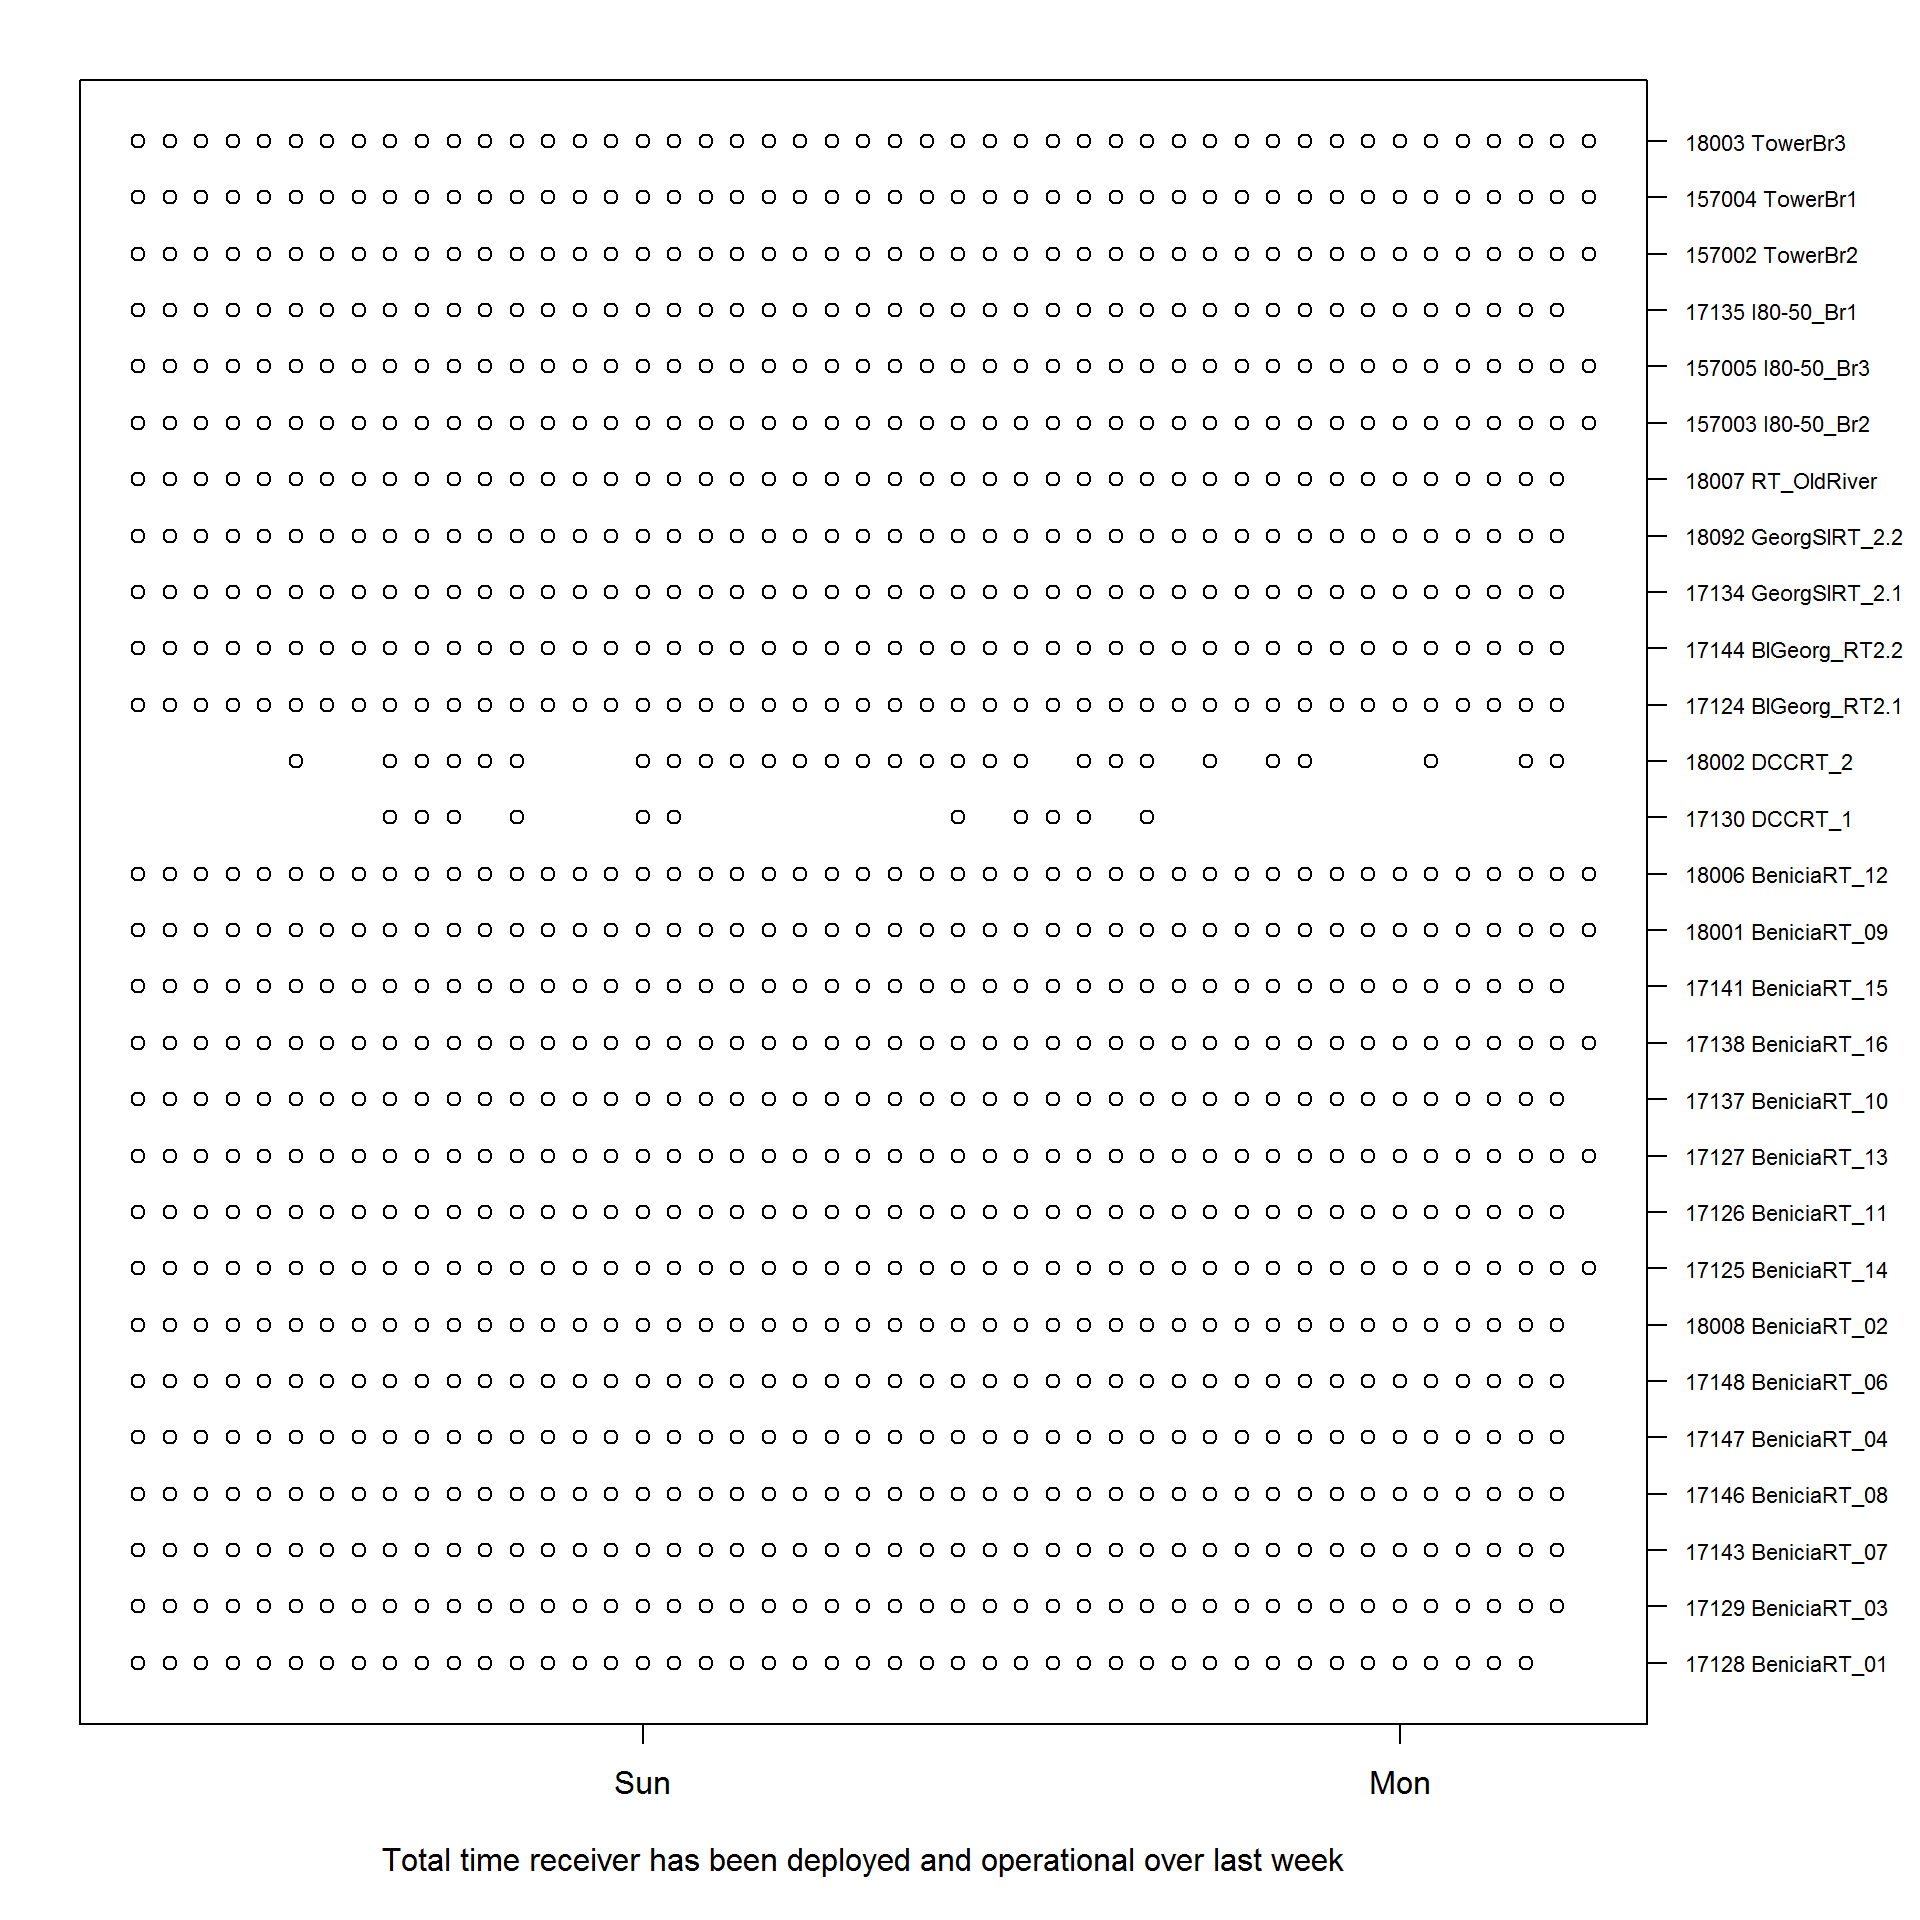 18003 TowerBr3
157004 TowerBr1
157002 TowerBr2
17135 I80-50_Br1
157005 I80-50_Br3
157003 I80-50_Br2
18007 RT_OldRiver
18092 GeorgSlRT_2.2
17134 GeorgSlRT_2.1
17144 BlGeorg_RT2.2
17124 BlGeorg_RT2.1
18002 DCCRT_2
17130 DCCRT_1
18006 BeniciaRT_12
18001 BeniciaRT_09
17141 BeniciaRT_15
17138 BeniciaRT_16
17137 BeniciaRT_10
17127 BeniciaRT_13
17126 BeniciaRT_11
17125 BeniciaRT_14
18008 BeniciaRT_02
17148 BeniciaRT_06
17147 BeniciaRT_04
17146 BeniciaRT_08
17143 BeniciaRT_07
17129 BeniciaRT_03
17128 BeniciaRT_01
Sun Mon
Total time receiver has been deployed and operational over last week